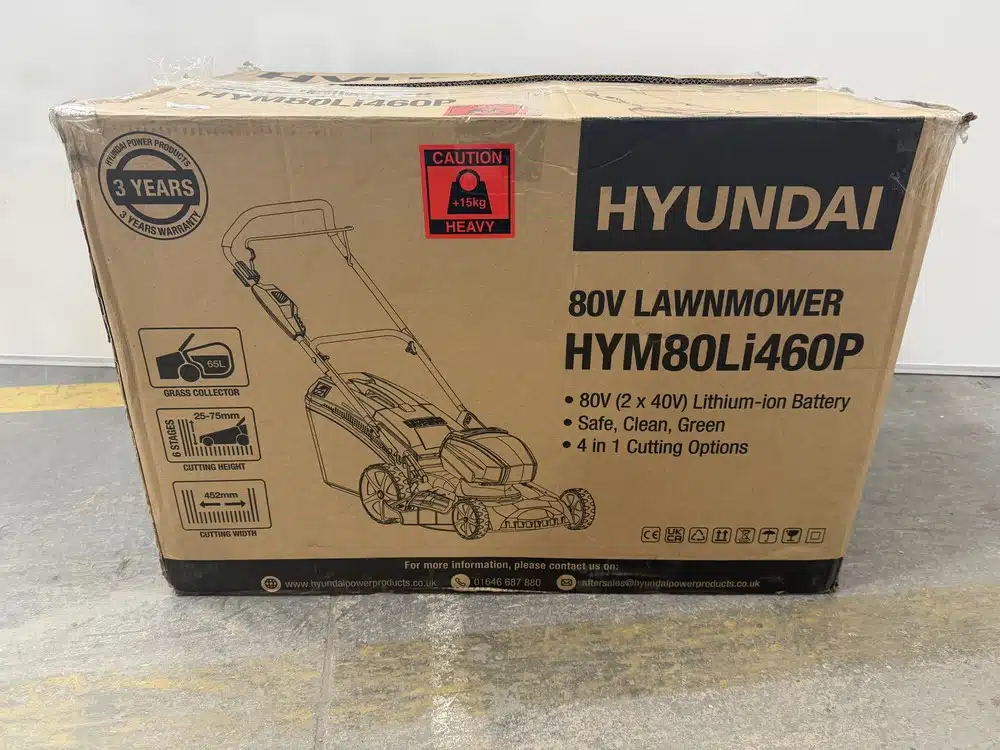 HYM80Li460P
HYUNDAI POWER PRODUCTS
3 YEARS
3 YEARS WARRANTY
CAUTION
+15kg
HEAVY
HYUNDAI
80V LAWNMOWER
HYM80Li460P
• 80V (2 x 40V) Lithium-ion Battery
• Safe, Clean, Green
• 4 in 1 Cutting Options
65L
GRASS COLLECTOR
25-75mm
6 STAGES
CUTTING HEIGHT
452mm
CUTTING WIDTH
CE UK CA
For more information, please contact us on:
www.hyundaipowerproducts.co.uk 01646 687 880 aftersales@hyundaipowerproducts.co.uk